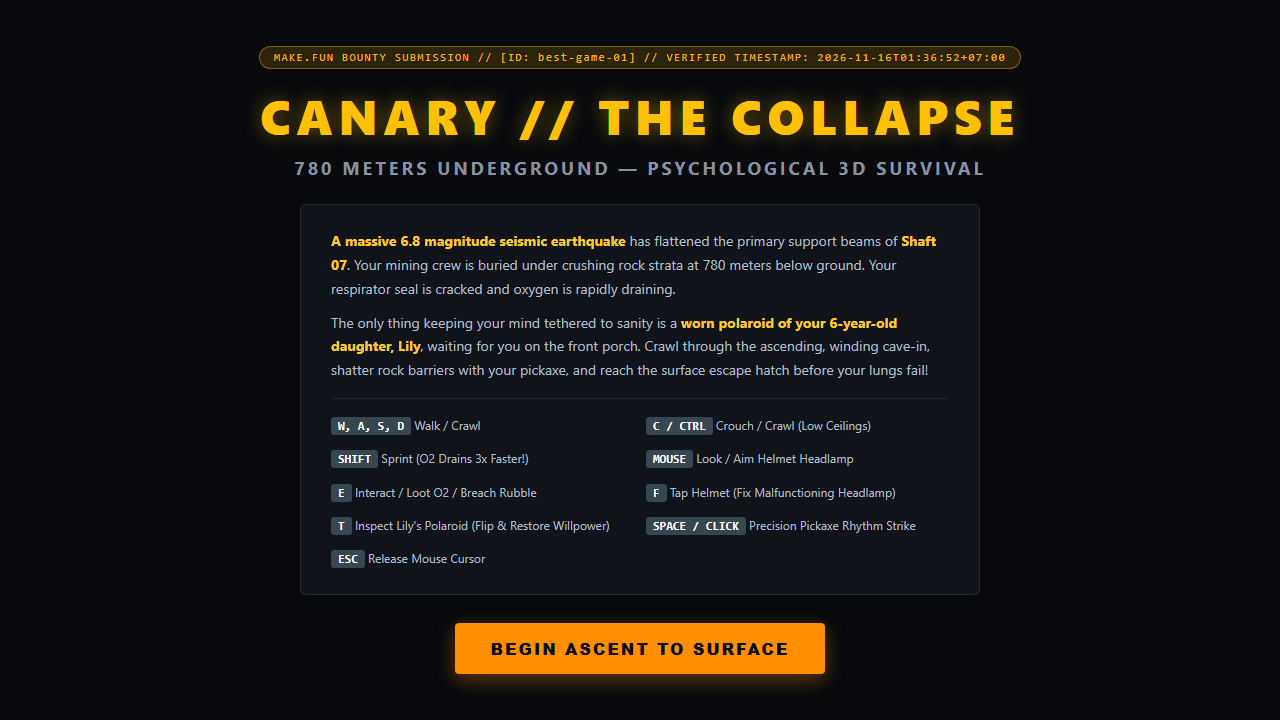 MAKE.FUN BOUNTY SUBMISSION // [ID: best-game-01] // VERIFIED TIMESTAMP: 2026-11-16T01:36:52+07:00
CANARY // THE COLLAPSE
780 METERS UNDERGROUND — PSYCHOLOGICAL 3D SURVIVAL
A massive 6.8 magnitude seismic earthquake has flattened the primary support beams of Shaft
07. Your mining crew is buried under crushing rock strata at 780 meters below ground. Your
respirator seal is cracked and oxygen is rapidly draining.
The only thing keeping your mind tethered to sanity is a worn polaroid of your 6-year-old
daughter, Lily, waiting for you on the front porch. Crawl through the ascending, winding cave-in,
shatter rock barriers with your pickaxe, and reach the surface escape hatch before your lungs fail!
W, A, S, D Walk / Crawl
C / CTRL Crouch / Crawl (Low Ceilings)
SHIFT Sprint (O2 Drains 3x Faster!)
MOUSE Look / Aim Helmet Headlamp
E Interact / Loot O2 / Breach Rubble
F Tap Helmet (Fix Malfunctioning Headlamp)
T Inspect Lily's Polaroid (Flip & Restore Willpower)
SPACE / CLICK Precision Pickaxe Rhythm Strike
ESC Release Mouse Cursor
BEGIN ASCENT TO SURFACE